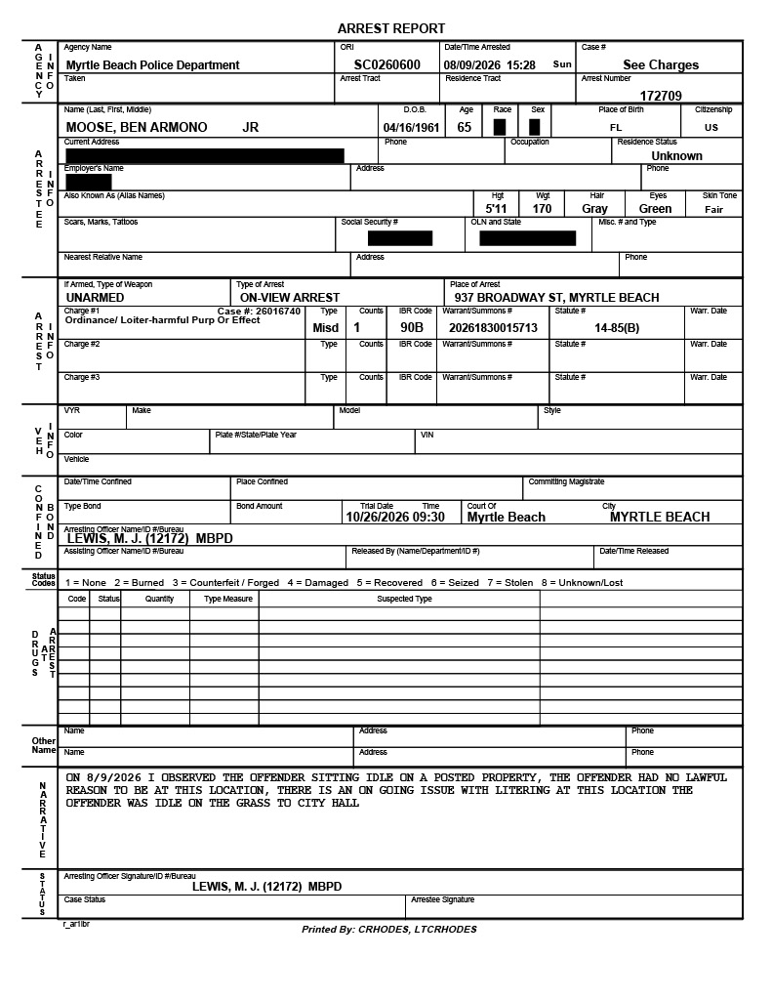 ARREST REPORT
AGENCY INFO
Agency Name
Myrtle Beach Police Department
ORI
SC0260600
Date/Time Arrested
08/09/2026 15:28 Sun
Case #
See Charges
Taken
Arrest Tract
Residence Tract
Arrest Number
172709
ARRESTEE INFO
Name (Last, First, Middle)
MOOSE, BEN ARMONO JR
D.O.B.
04/16/1961
Age
65
Race
Sex
Place of Birth
FL
Citizenship
US
Current Address
Phone
Occupation
Residence Status
Unknown
Employer's Name
Address
Phone
Also Known As (Alias Names)
Hgt
5'11
Wgt
170
Hair
Gray
Eyes
Green
Skin Tone
Fair
Scars, Marks, Tattoos
Social Security #
OLN and State
Misc. # and Type
Nearest Relative Name
Address
Phone
ARREST INFO
If Armed, Type of Weapon
UNARMED
Type of Arrest
ON-VIEW ARREST
Place of Arrest
937 BROADWAY ST, MYRTLE BEACH
Charge #1 Case #: 26016740
Ordinance/ Loiter-harmful Purp Or Effect
Type
Misd
Counts
1
IBR Code
90B
Warrant/Summons #
20261830015713
Statute #
14-85(B)
Warr. Date
Charge #2
Type
Counts
IBR Code
Warrant/Summons #
Statute #
Warr. Date
Charge #3
Type
Counts
IBR Code
Warrant/Summons #
Statute #
Warr. Date
VEH INFO
VYR
Make
Model
Style
Color
Plate #/State/Plate Year
VIN
Vehicle
CONFINED BOND
Date/Time Confined
Place Confined
Committing Magistrate
Type Bond
Bond Amount
Trial Date Time
10/26/2026 09:30
Court Of
Myrtle Beach
City
MYRTLE BEACH
Arresting Officer Name/ID #/Bureau
LEWIS, M. J. (12172) MBPD
Assisting Officer Name/ID #/Bureau
Released By (Name/Department/ID #)
Date/Time Released
Status Codes
1 = None 2 = Burned 3 = Counterfeit / Forged 4 = Damaged 5 = Recovered 6 = Seized 7 = Stolen 8 = Unknown/Lost
DRUGS AT ARREST
Code
Status
Quantity
Type Measure
Suspected Type
Other Name
Name
Address
Phone
Name
Address
Phone
NARRATIVE
ON 8/9/2026 I OBSERVED THE OFFENDER SITTING IDLE ON A POSTED PROPERTY, THE OFFENDER HAD NO LAWFUL
REASON TO BE AT THIS LOCATION, THERE IS AN ON GOING ISSUE WITH LITERING AT THIS LOCATION THE
OFFENDER WAS IDLE ON THE GRASS TO CITY HALL
STATUS
Arresting Officer Signature/ID #/Bureau
LEWIS, M. J. (12172) MBPD
Case Status
Arrestee Signature
r_ar1lbr
Printed By: CRHODES, LTCRHODES